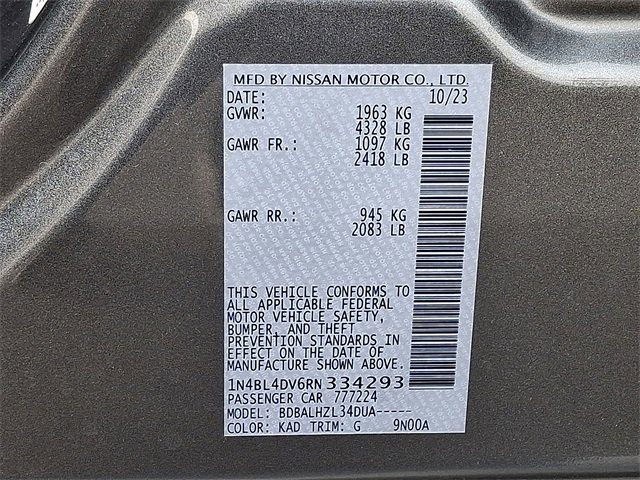 MFD BY NISSAN MOTOR CO., LTD.
DATE: 10/23
GVWR: 1963 KG
4328 LB
GAWR FR.: 1097 KG
2418 LB
GAWR RR.: 945 KG
2083 LB
THIS VEHICLE CONFORMS TO
ALL APPLICABLE FEDERAL
MOTOR VEHICLE SAFETY,
BUMPER, AND THEFT
PREVENTION STANDARDS IN
EFFECT ON THE DATE OF
MANUFACTURE SHOWN ABOVE.
1N4BL4DV6RN334293
PASSENGER CAR 777224
MODEL: BDBALHZL34DUA-----
COLOR: KAD TRIM: G 9N00A